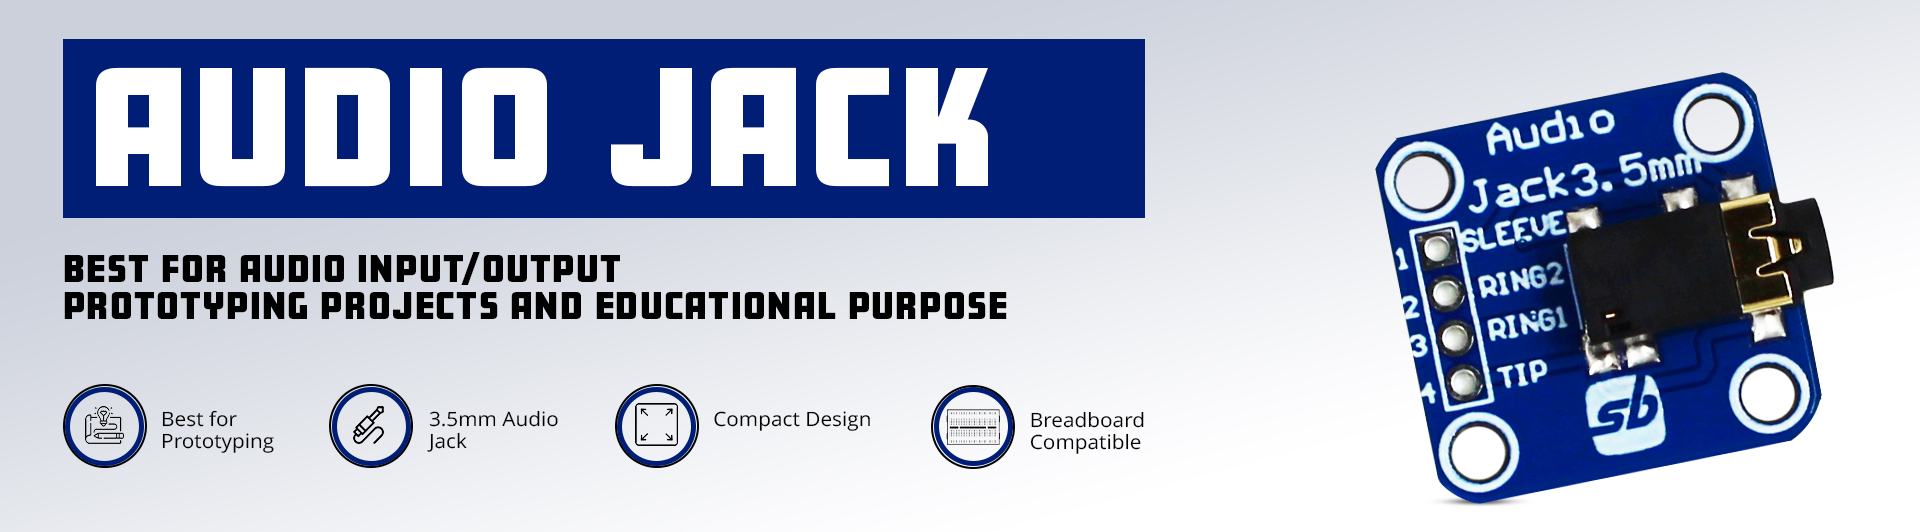 AUDIO JACK
BEST FOR AUDIO INPUT/OUTPUT
PROTOTYPING PROJECTS AND EDUCATIONAL PURPOSE
Best for
Prototyping
3.5mm Audio
Jack
Compact Design
Breadboard
Compatible
Audio
Jack3.5mm
1 SLEEVE
2 RING2
3 RING1
4 TIP
sb